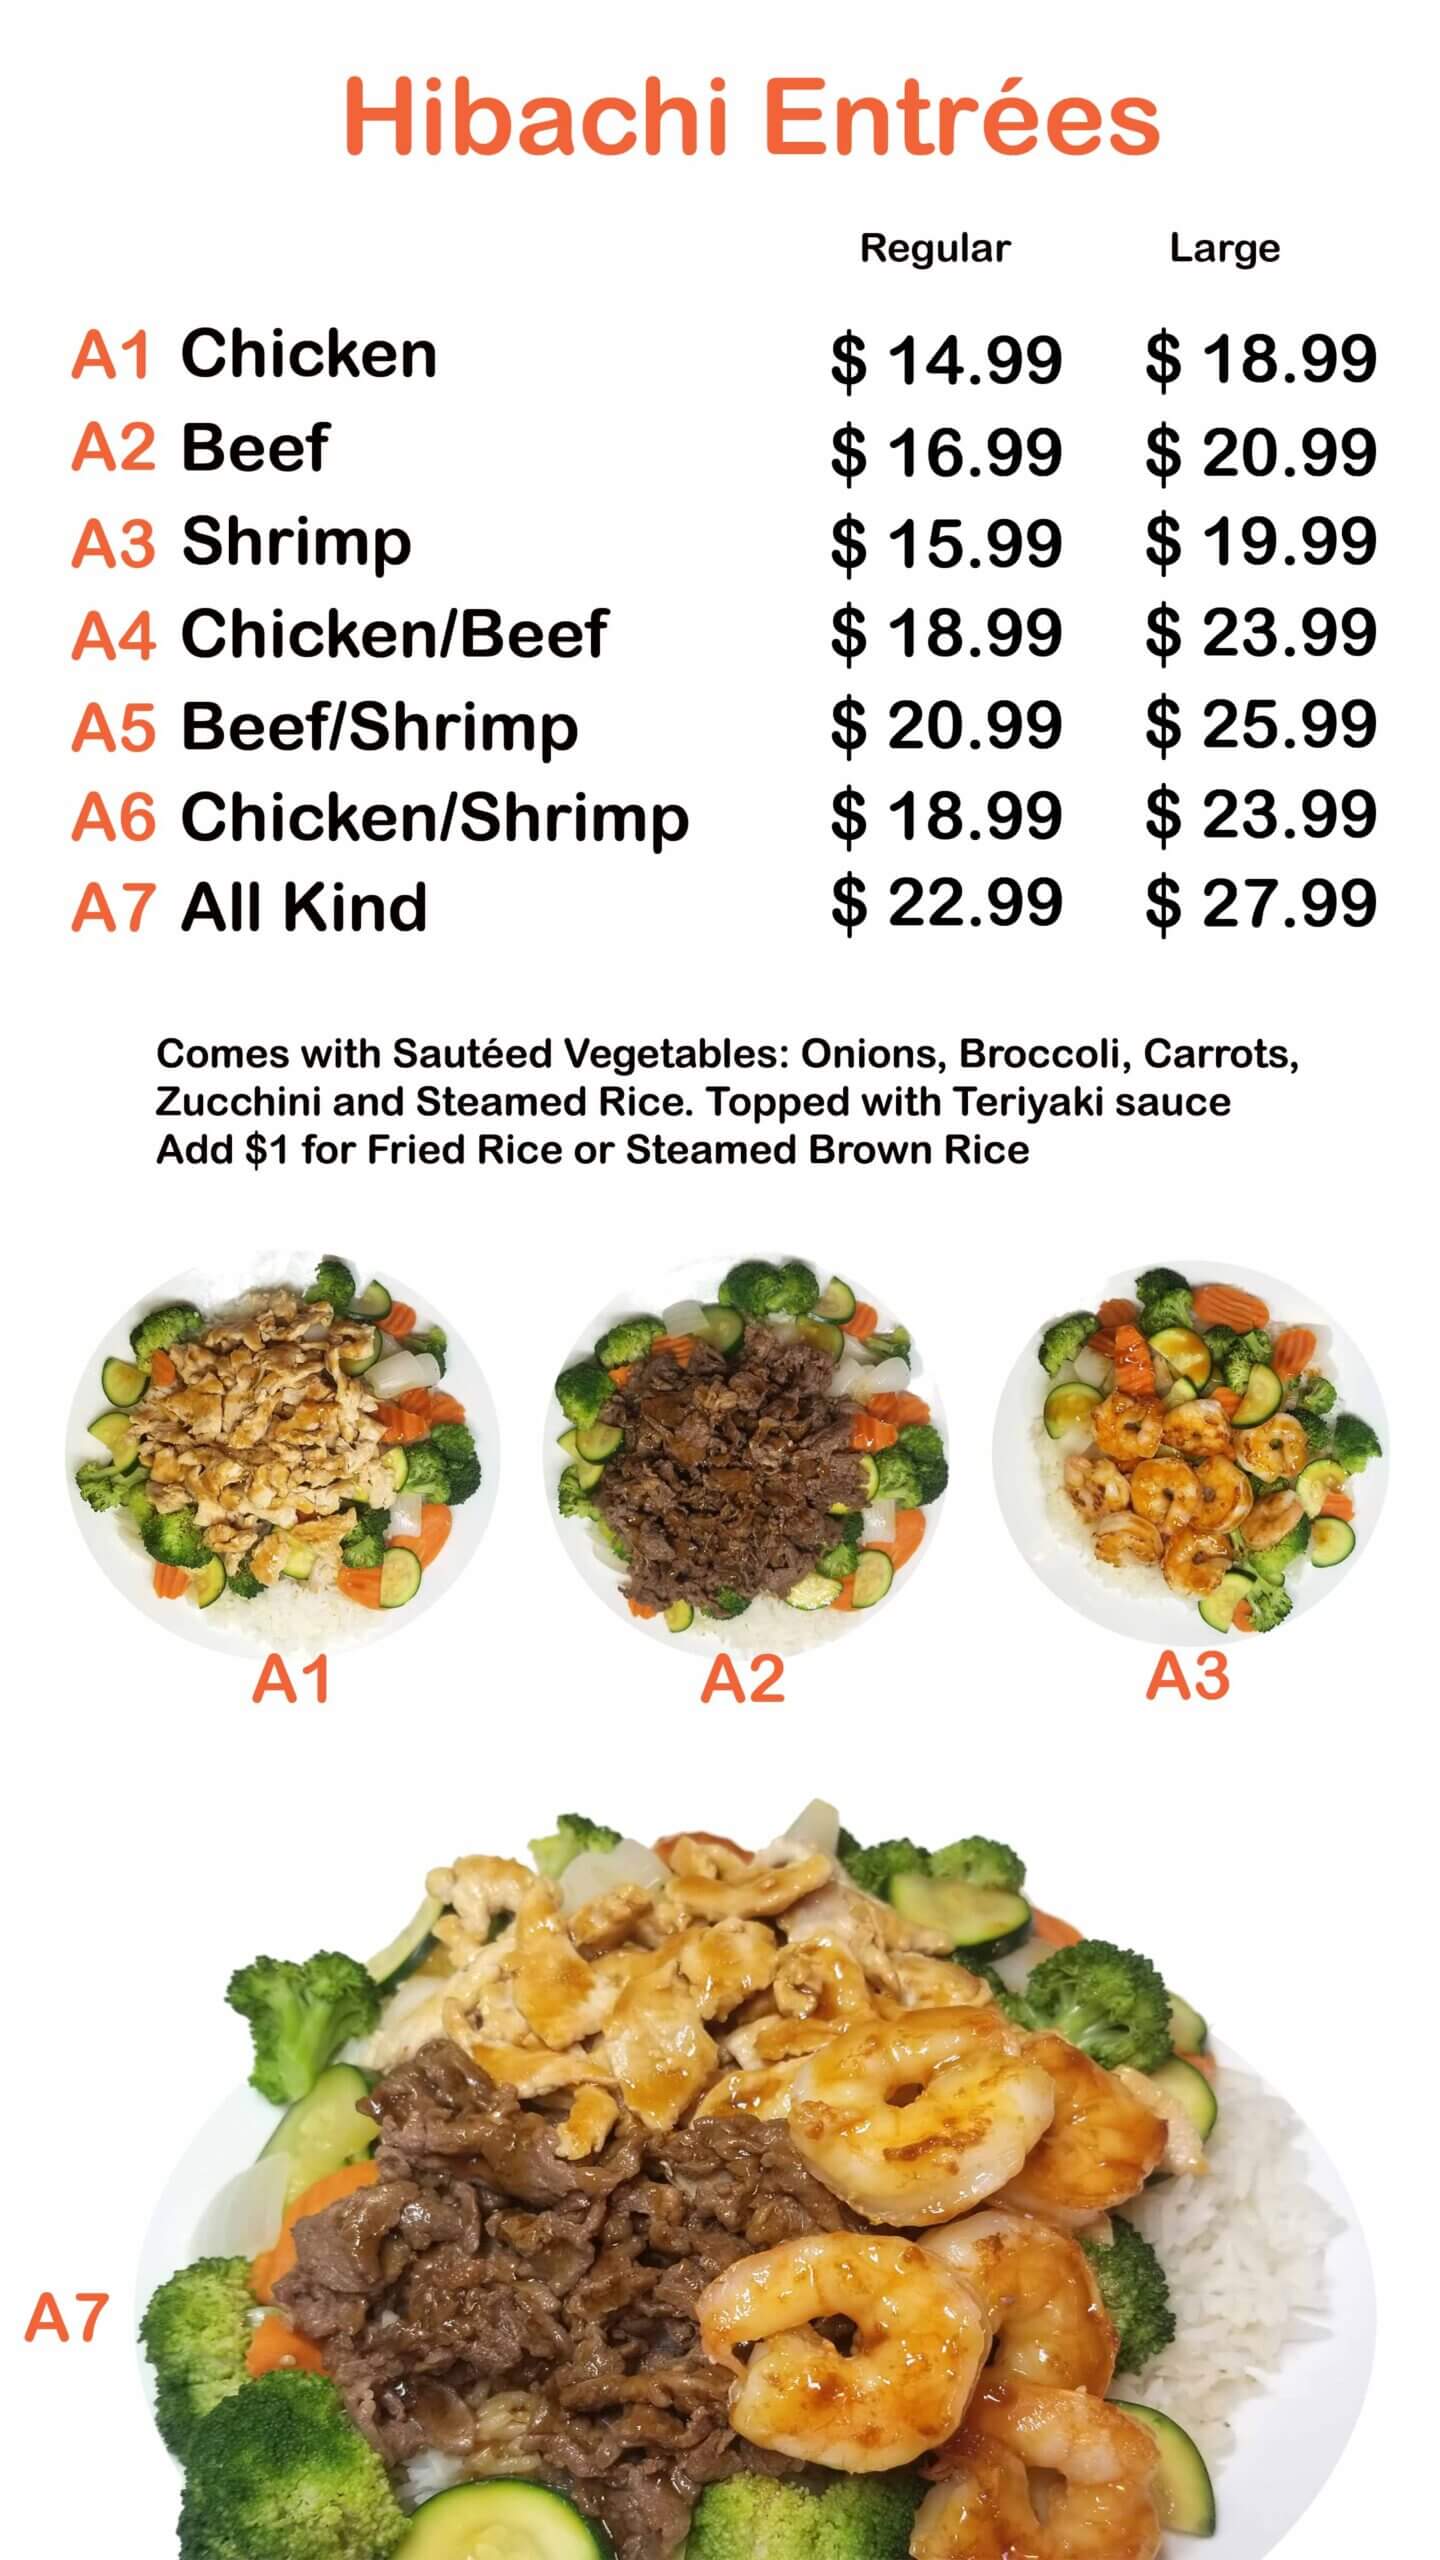 Hibachi Entrées
Regular Large
A1 Chicken $ 14.99 $ 18.99
A2 Beef $ 16.99 $ 20.99
A3 Shrimp $ 15.99 $ 19.99
A4 Chicken/Beef $ 18.99 $ 23.99
A5 Beef/Shrimp $ 20.99 $ 25.99
A6 Chicken/Shrimp $ 18.99 $ 23.99
A7 All Kind $ 22.99 $ 27.99
Comes with Sautéed Vegetables: Onions, Broccoli, Carrots,
Zucchini and Steamed Rice. Topped with Teriyaki sauce
Add $1 for Fried Rice or Steamed Brown Rice
A1 A2 A3
A7